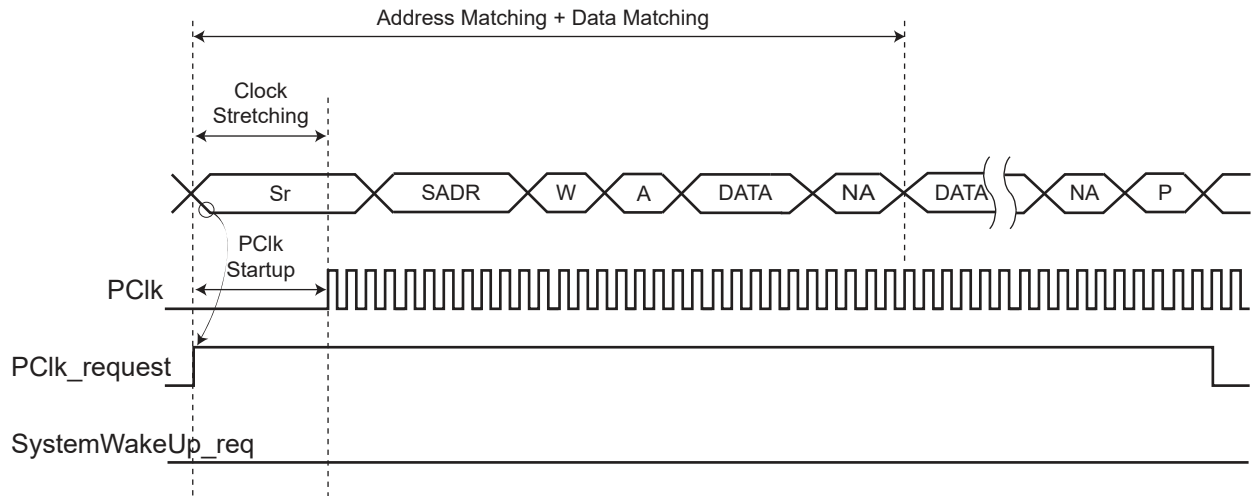 Address Matching + Data Matching
Clock
Stretching
Sr
SADR
W
A
DATA
NA
DATA
NA
P
PClk
Startup
PClk
PClk_request
SystemWakeUp_req